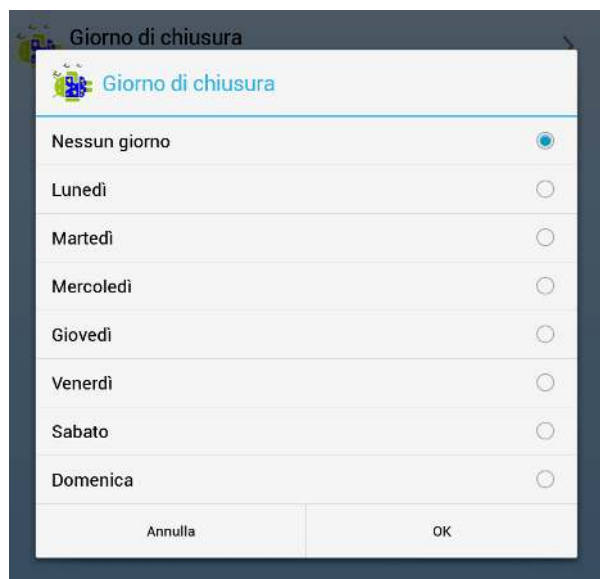 Giorno di chiusura
Giorno di chiusura
Nessun giorno
Lunedì
Martedì
Mercoledì
Giovedì
Venerdì
Sabato
Domenica
Annulla OK